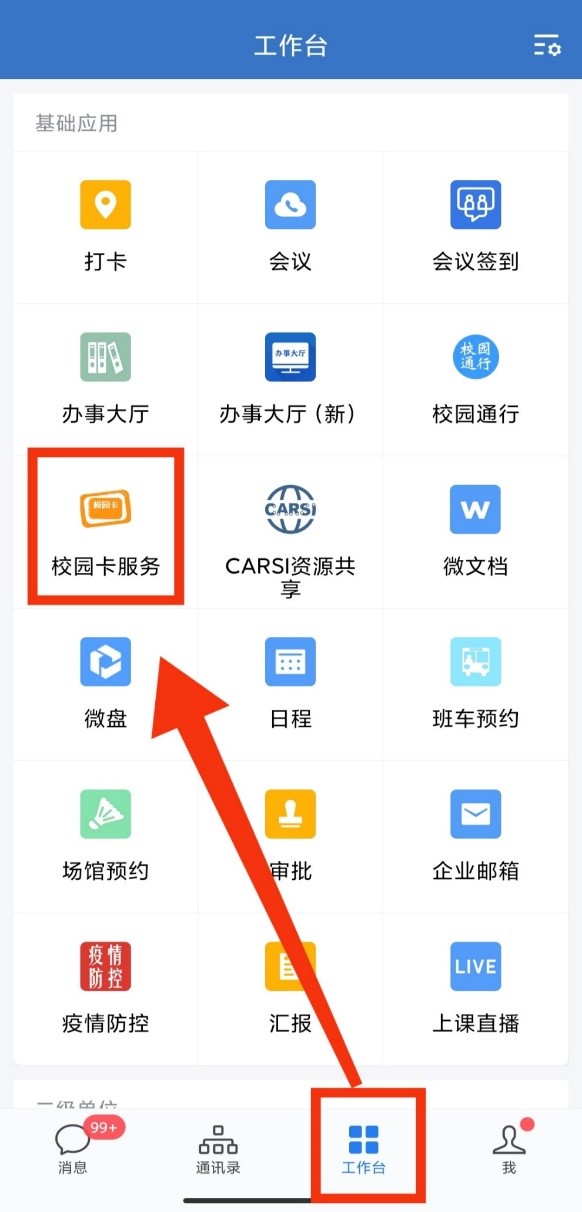 工作台
基础应用
打卡
会议
会议签到
办事大厅
办事大厅
办事大厅（新）
校园
通行
校园通行
校园卡
校园卡服务
CARSI
CARSI资源共
享
W
微文档
微盘
日程
班车预约
场馆预约
审批
企业邮箱
疫情
防控
疫情防控
汇报
LIVE
上课直播
二级单位
99+
消息
通讯录
工作台
我